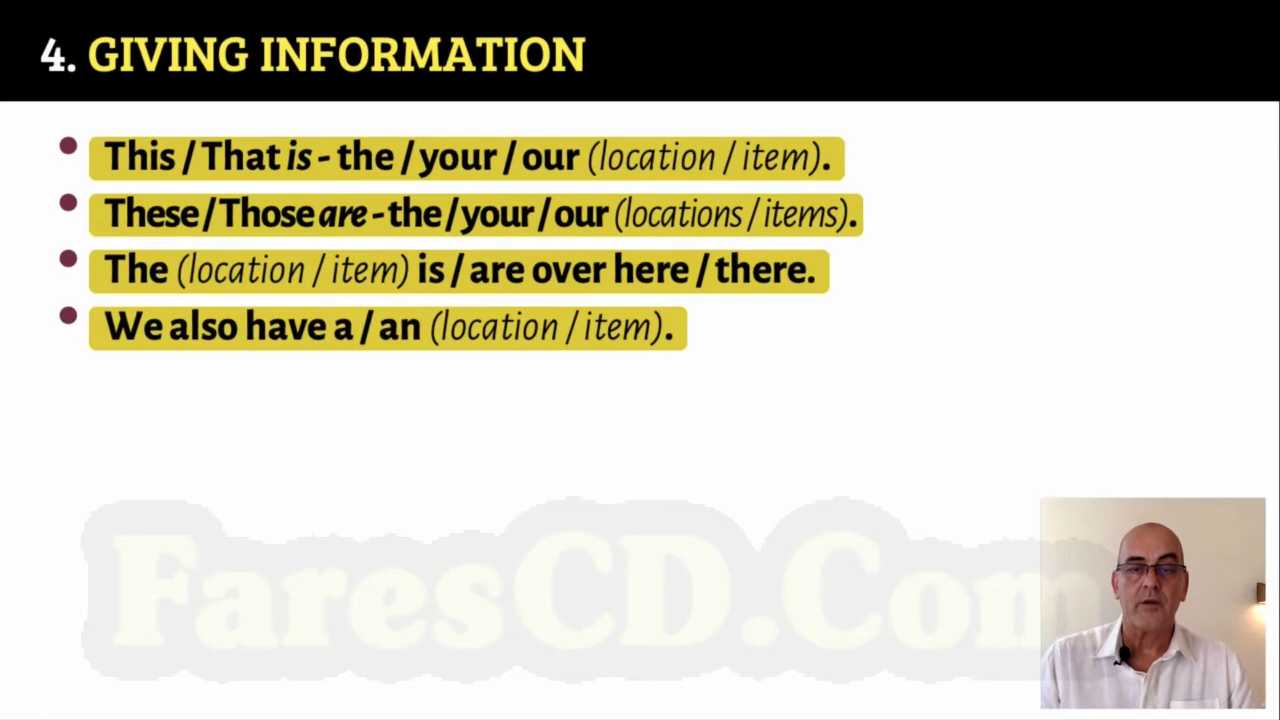 4. GIVING INFORMATION
This / That is - the / your / our (location / item).
These / Those are - the / your / our (locations / items).
The (location / item) is / are over here / there.
We also have a / an (location / item).
FaresCD.Com